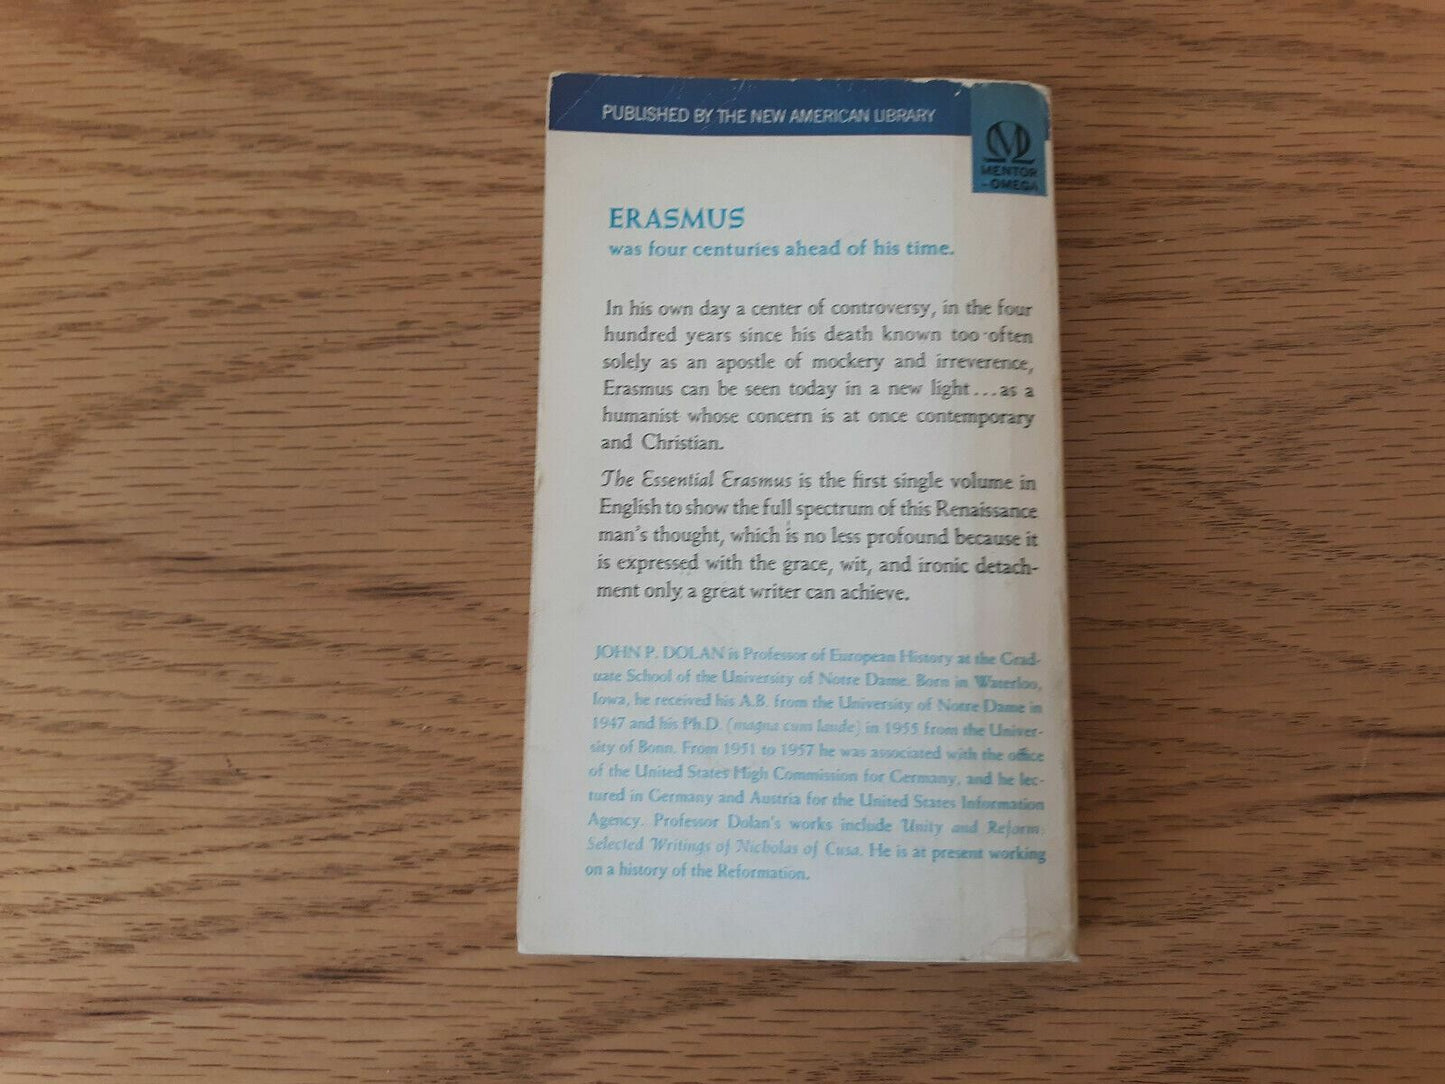 PUBLISHED BY THE NEW AMERICAN LIBRARY
M
MENTOR
-OMEGA
ERASMUS
was four centuries ahead of his time.
In his own day a center of controversy, in the four
hundred years since his death known too often
solely as an apostle of mockery and irreverence,
Erasmus can be seen today in a new light...as a
humanist whose concern is at once contemporary
and Christian.
The Essential Erasmus is the first single volume in
English to show the full spectrum of this Renaissance
man's thought, which is no less profound because it
is expressed with the grace, wit, and ironic detach-
ment only a great writer can achieve.
JOHN P. DOLAN is Professor of European History at the Grad-
uate School of the University of Notre Dame. Born in Waterloo,
Iowa, he received his A.B. from the University of Notre Dame in
1947 and his Ph.D. (magna cum laude) in 1955 from the Univer-
sity of Bonn. From 1951 to 1957 he was associated with the office
of the United States High Commission for Germany, and he lec-
tured in Germany and Austria for the United States Information
Agency. Professor Dolan's works include Unity and Reform:
Selected Writings of Nicholas of Cusa. He is at present working
on a history of the Reformation.